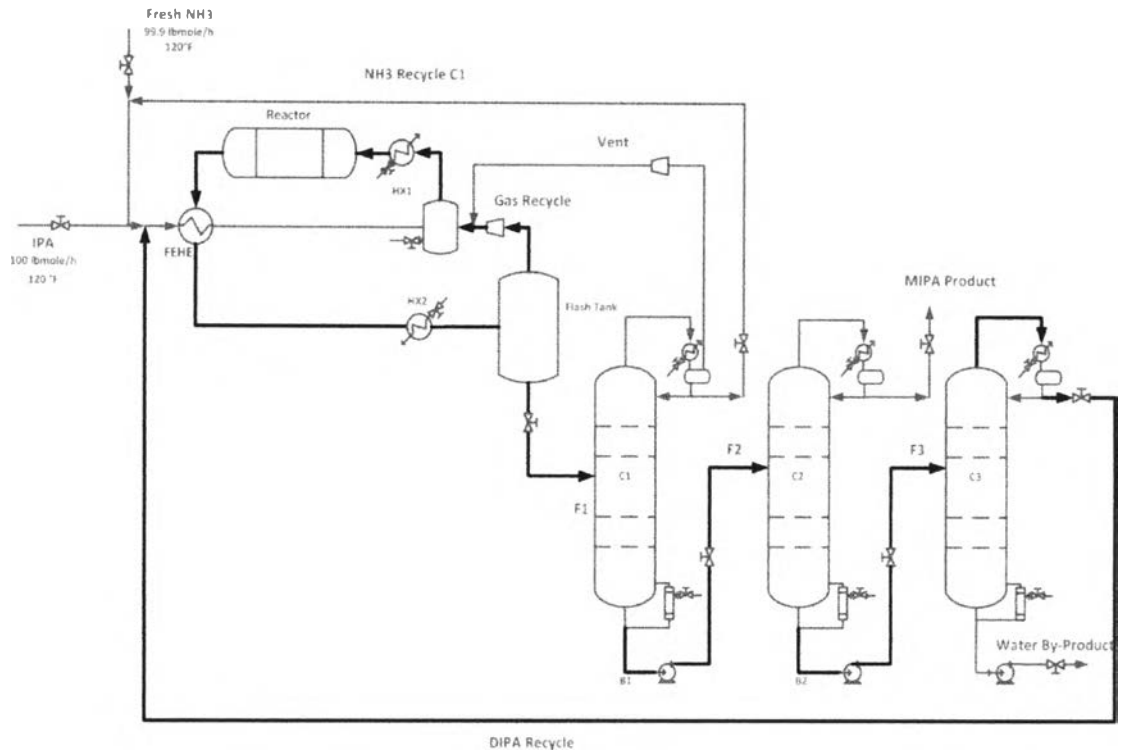 Fresh NH3
99.9 lbmole/h
120°F
NH3 Recycle C1
Reactor
Vent
HX1
Gas Recycle
IPA
100 lbmole/h
120 °F
FEHE
HX2
Flash Tank
MIPA Product
F2
F3
C1
C2
C3
F1
Water By-Product
B1
B2
DIPA Recycle